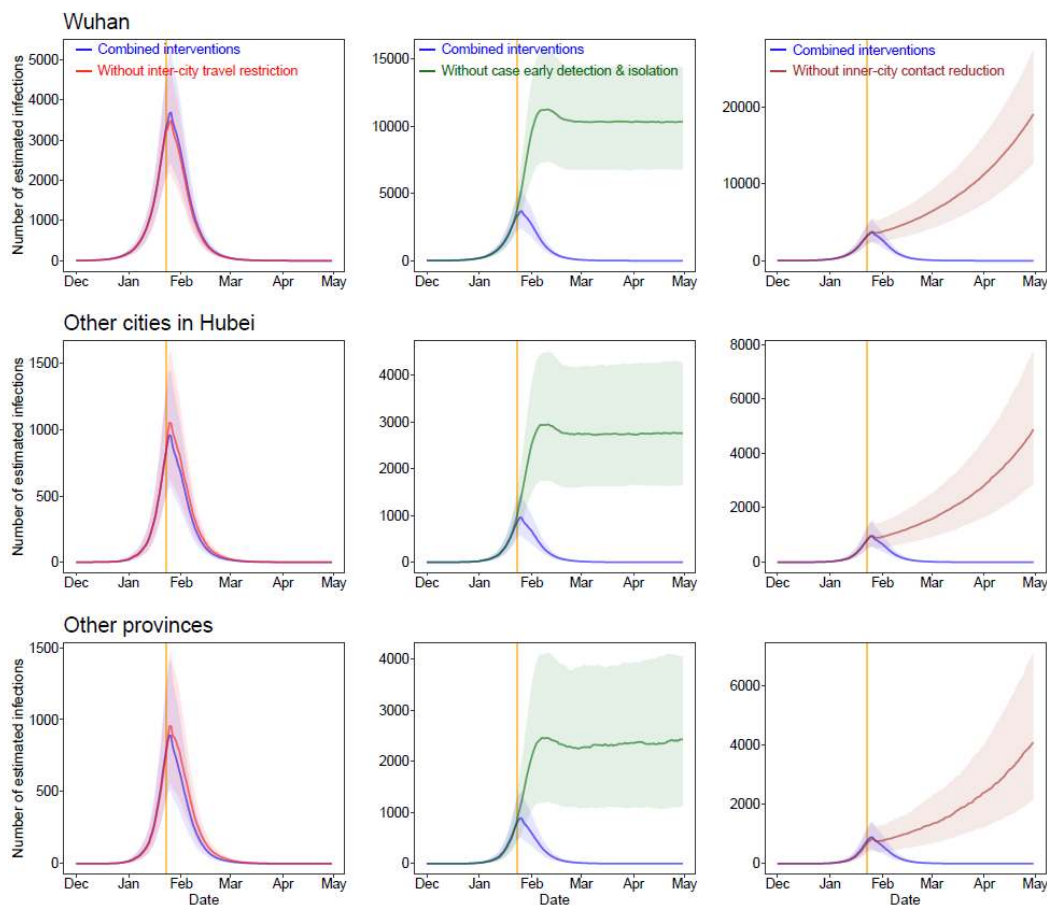 Wuhan
Number of estimated infections
5000
4000
3000
2000
1000
0
Combined interventions
Without inter-city travel restriction
Dec Jan Feb Mar Apr May
15000
10000
5000
0
Combined interventions
Without case early detection & isolation
Dec Jan Feb Mar Apr May
20000
10000
0
Combined interventions
Without inner-city contact reduction
Dec Jan Feb Mar Apr May
Other cities in Hubei
Number of estimated infections
1500
1000
500
0
Dec Jan Feb Mar Apr May
4000
3000
2000
1000
0
Dec Jan Feb Mar Apr May
8000
6000
4000
2000
0
Dec Jan Feb Mar Apr May
Other provinces
Number of estimated infections
1500
1000
500
0
Dec Jan Feb Mar Apr May
Date
4000
3000
2000
1000
0
Dec Jan Feb Mar Apr May
Date
6000
4000
2000
0
Dec Jan Feb Mar Apr May
Date